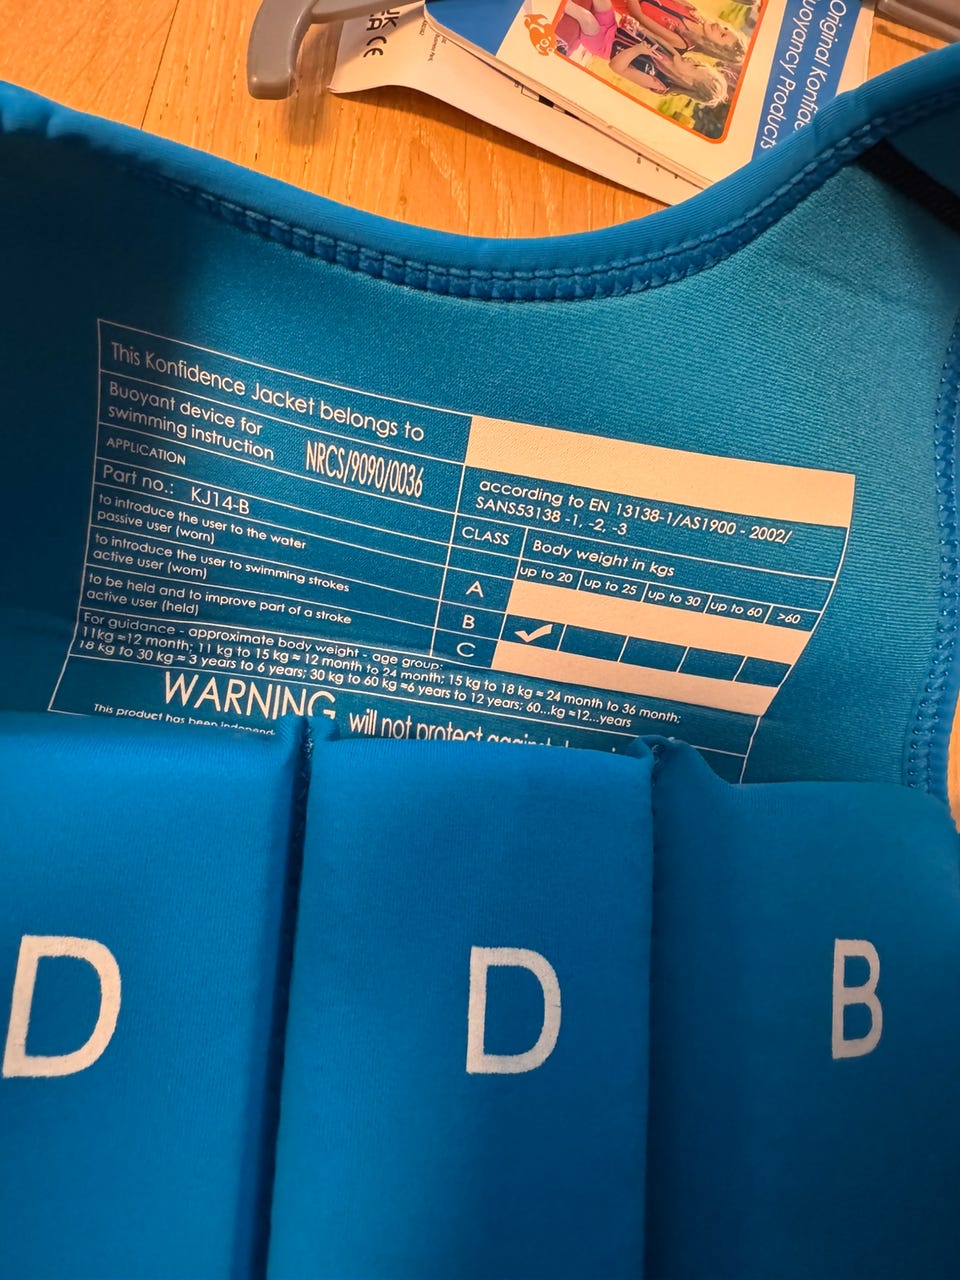 UK
CA CE
Original Konfide
uoyancy Products
This Konfidence Jacket belongs to
Buoyant device for
swimming instruction
NRCS/9090/0036
according to EN 13138-1/AS1900 - 2002/
SANS53138 -1, -2, -3
APPLICATION
CLASS
Body weight in kgs
Part no.: KJ14-B
up to 20 up to 25 up to 30 up to 60 >60
to introduce the user to the water
passive user (worn)
A
to introduce the user to swimming strokes
active user (worn)
B
to be held and to improve part of a stroke
active user (held)
C
For guidance - approximate body weight - age group:
11kg ≈12 month; 11 kg to 15 kg ≈ 12 month to 24 month; 15 kg to 18 kg ≈ 24 month to 36 month;
18 kg to 30 kg ≈ 3 years to 6 years; 30 kg to 60 kg ≈6 years to 12 years; 60...kg ≈12...years
WARNING will not protect against
This product has been
D D B